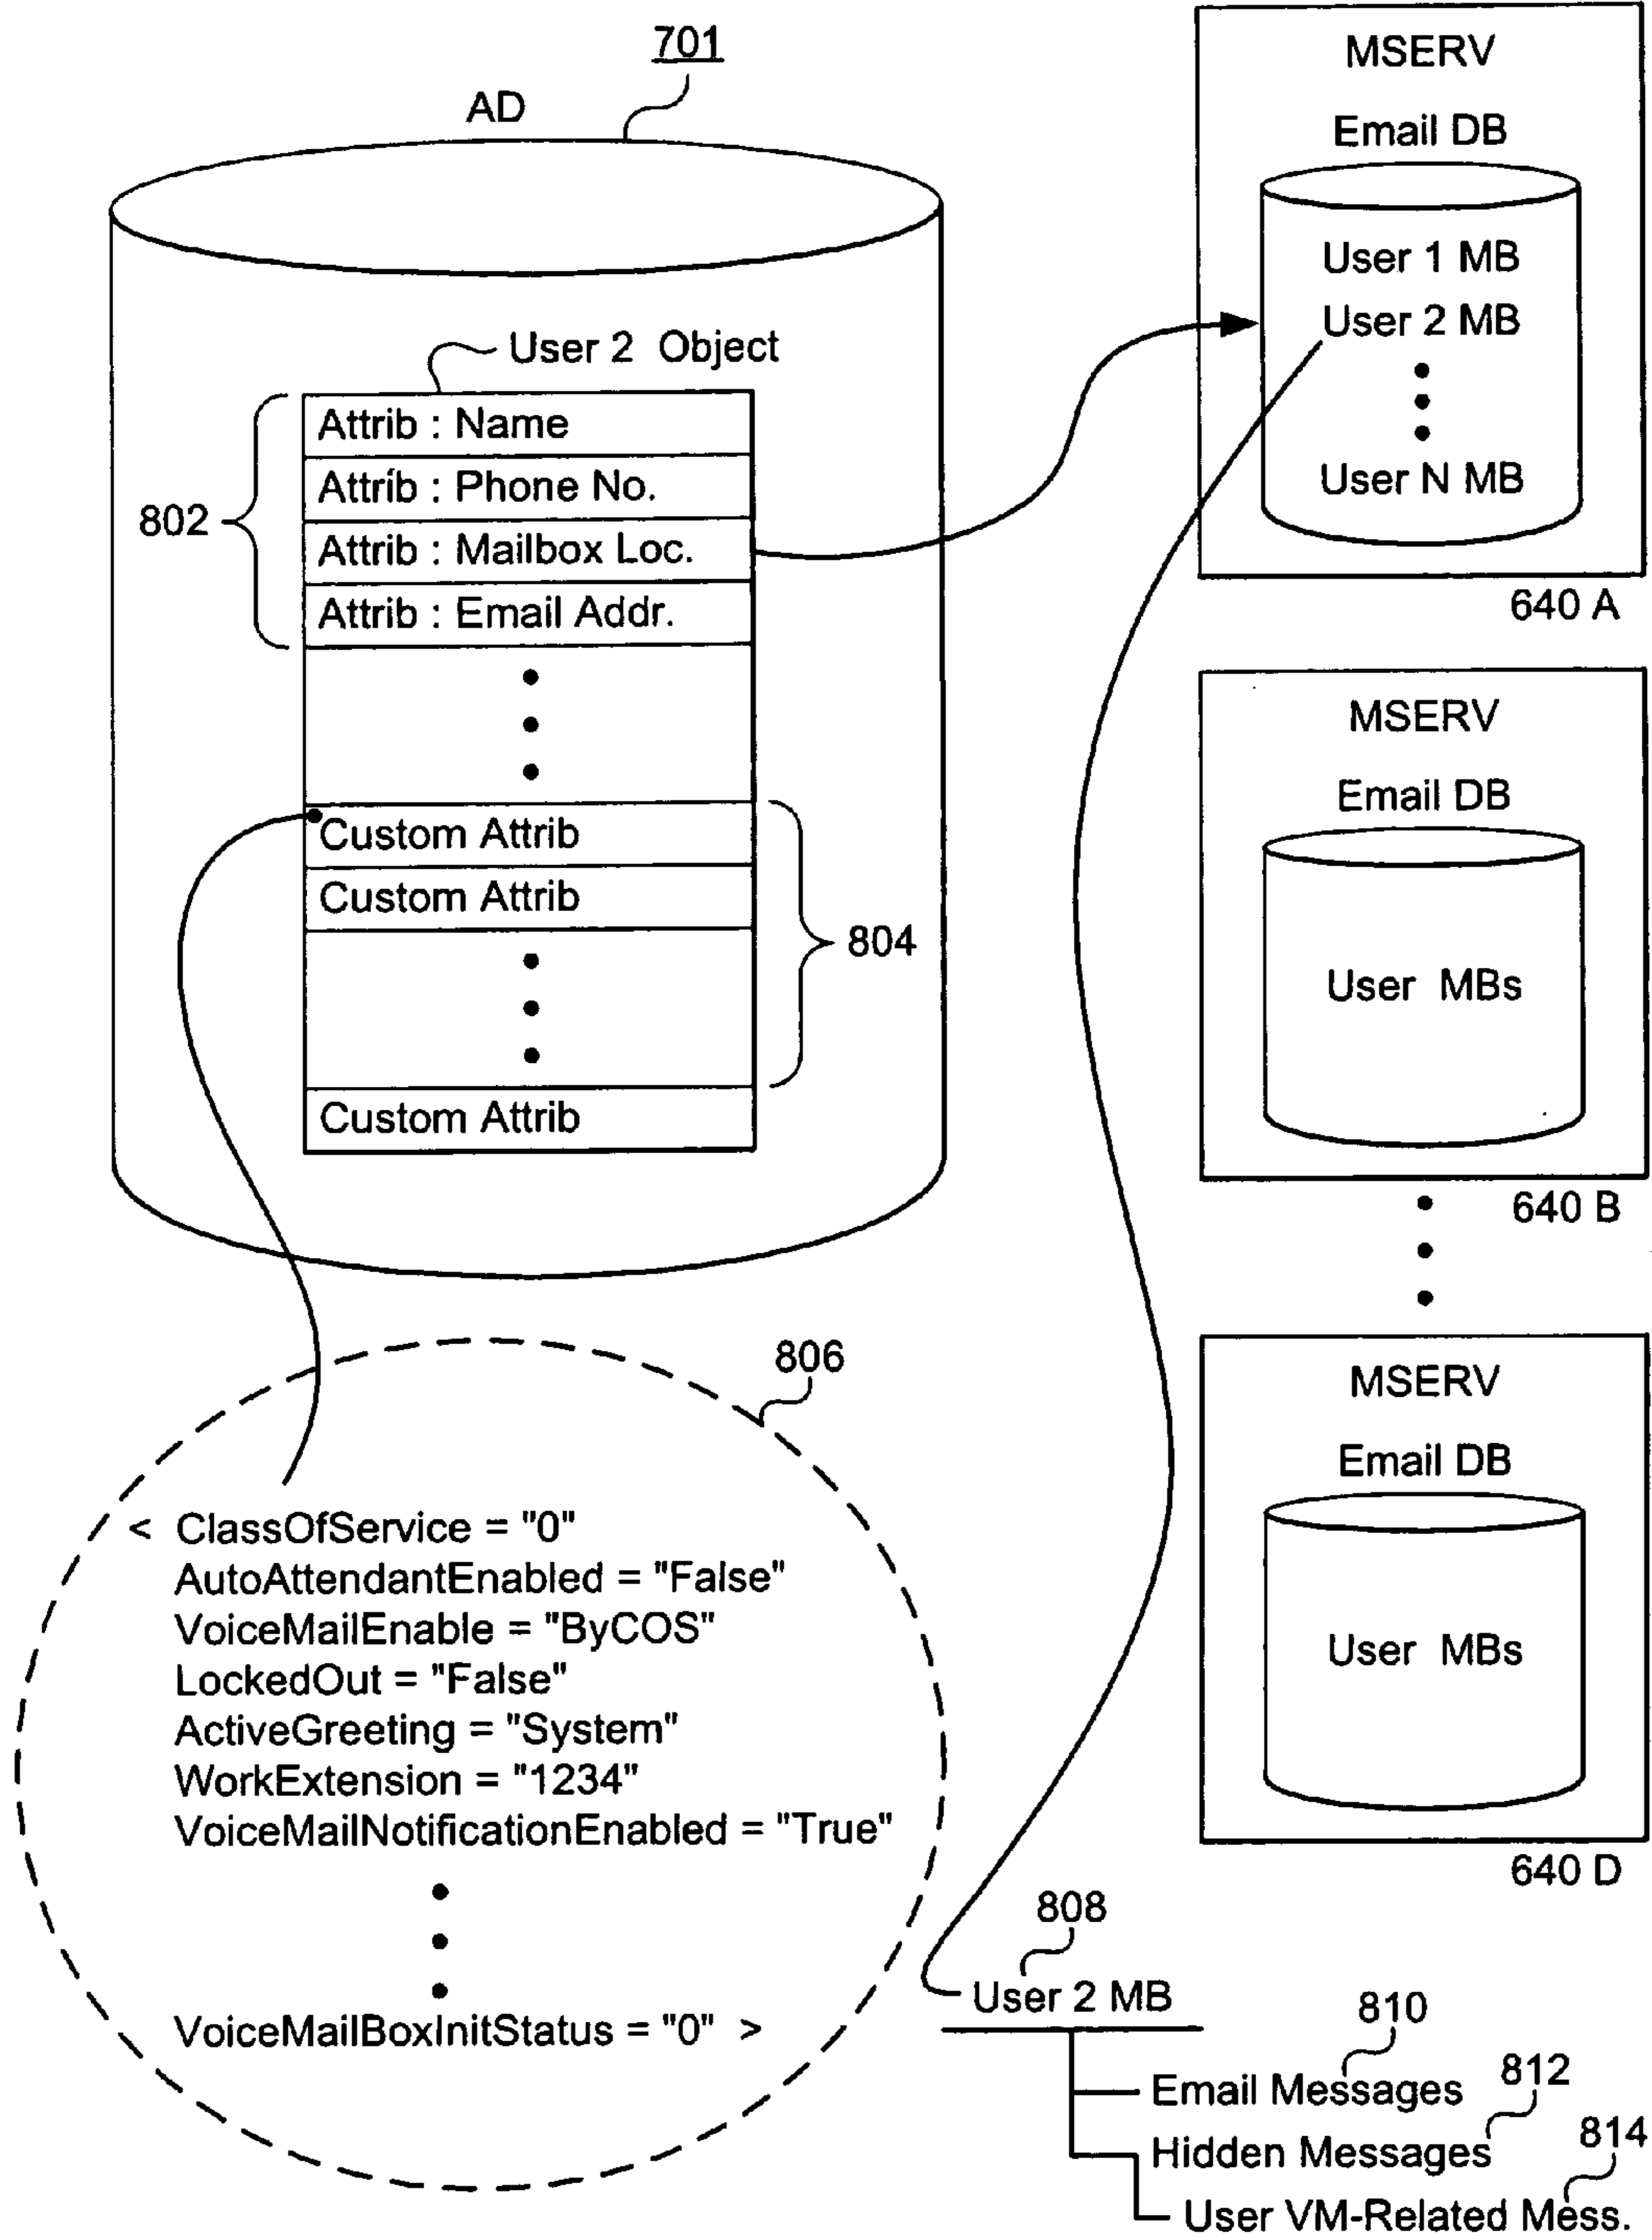 701
AD
User 2 Object
802
Attrib : Name
Attrib : Phone No.
Attrib : Mailbox Loc.
Attrib : Email Addr.
Custom Attrib
Custom Attrib
804
Custom Attrib
MSERV
Email DB
User 1 MB
User 2 MB
User N MB
640 A
MSERV
Email DB
User MBs
640 B
MSERV
Email DB
User MBs
640 D
806
< ClassOfService = "0"
AutoAttendantEnabled = "False"
VoiceMailEnable = "ByCOS"
LockedOut = "False"
ActiveGreeting = "System"
WorkExtension = "1234"
VoiceMailNotificationEnabled = "True"
VoiceMailBoxInitStatus = "0" >
808
User 2 MB
810
Email Messages
812
Hidden Messages
814
User VM-Related Mess.